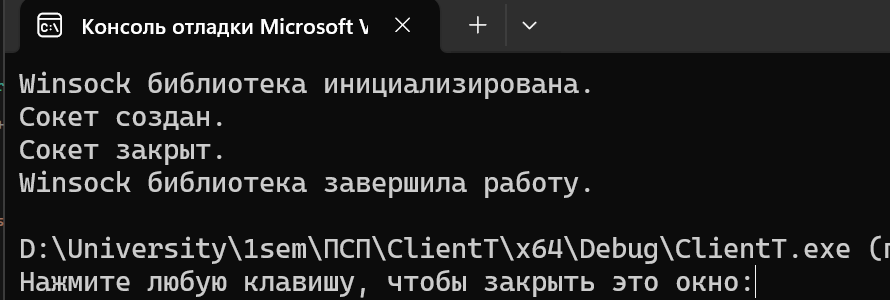 Консоль отладки Microsoft V
Winsock библиотека инициализирована.
Сокет создан.
Сокет закрыт.
Winsock библиотека завершила работу.
D:\University\1sem\ПСП\ClientT\x64\Debug\ClientT.exe (п
Нажмите любую клавишу, чтобы закрыть это окно: